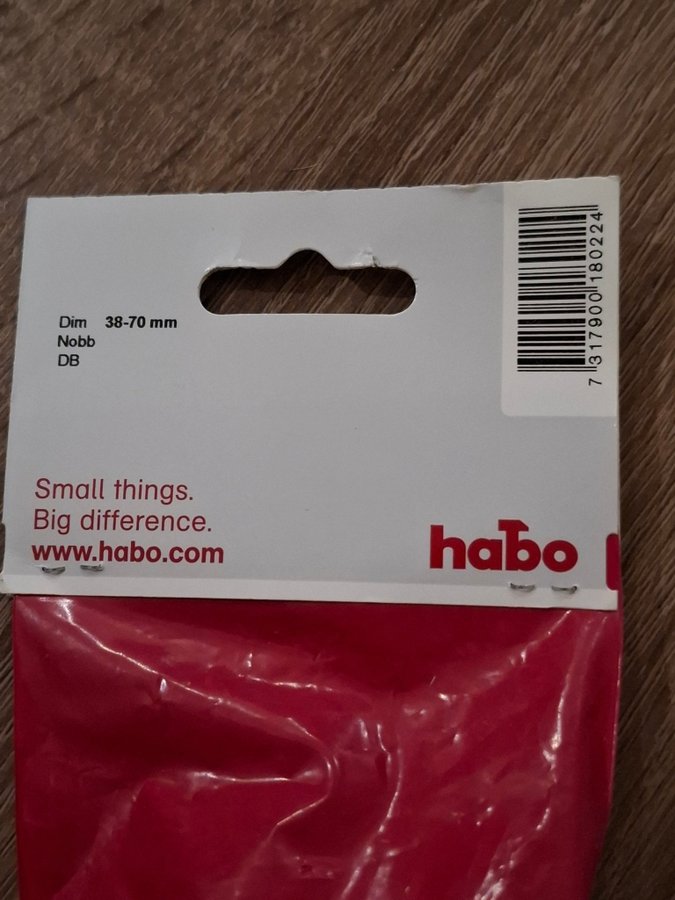 Dim 38-70 mm
Nobb
DB
7 317900 180224
Small things.
Big difference.
www.habo.com
habo